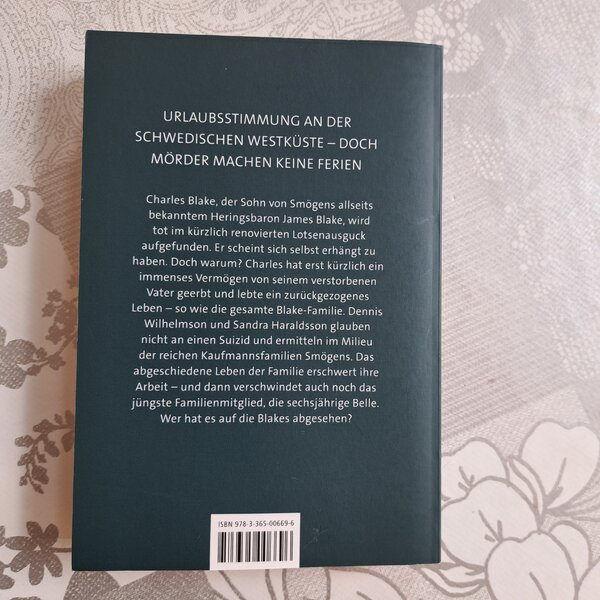 URLAUBSSTIMMUNG AN DER
SCHWEDISCHEN WESTKÜSTE – DOCH
MÖRDER MACHEN KEINE FERIEN
Charles Blake, der Sohn von Smögens allseits
bekanntem Heringsbaron James Blake, wird
tot im kürzlich renovierten Lotsenausguck
aufgefunden. Er scheint sich selbst erhängt zu
haben. Doch warum? Charles hat erst kürzlich ein
immenses Vermögen von seinem verstorbenen
Vater geerbt und lebte ein zurückgezogenes
Leben – so wie die gesamte Blake-Familie. Dennis
Wilhelmson und Sandra Haraldsson glauben
nicht an einen Suizid und ermitteln im Milieu
der reichen Kaufmannsfamilien Smögens. Das
abgeschiedene Leben der Familie erschwert ihre
Arbeit – und dann verschwindet auch noch das
jüngste Familienmitglied, die sechsjährige Belle.
Wer hat es auf die Blakes abgesehen?
ISBN 978-3-365-00669-6